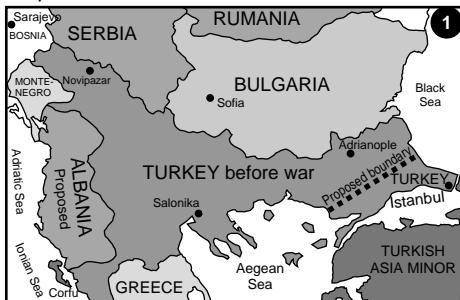 Sarajevo
BOSNIA
SERBIA
RUMANIA
1
MONTE-
NEGRO
Novipazar
BULGARIA
Sofia
Black
Sea
Adriatic Sea
ALBANIA
Proposed
TURKEY before war
Adrianople
Proposed boundary
TURKEY
Istanbul
Salonika
Ionian Sea
Corfu
GREECE
Aegean
Sea
TURKISH
ASIA MINOR